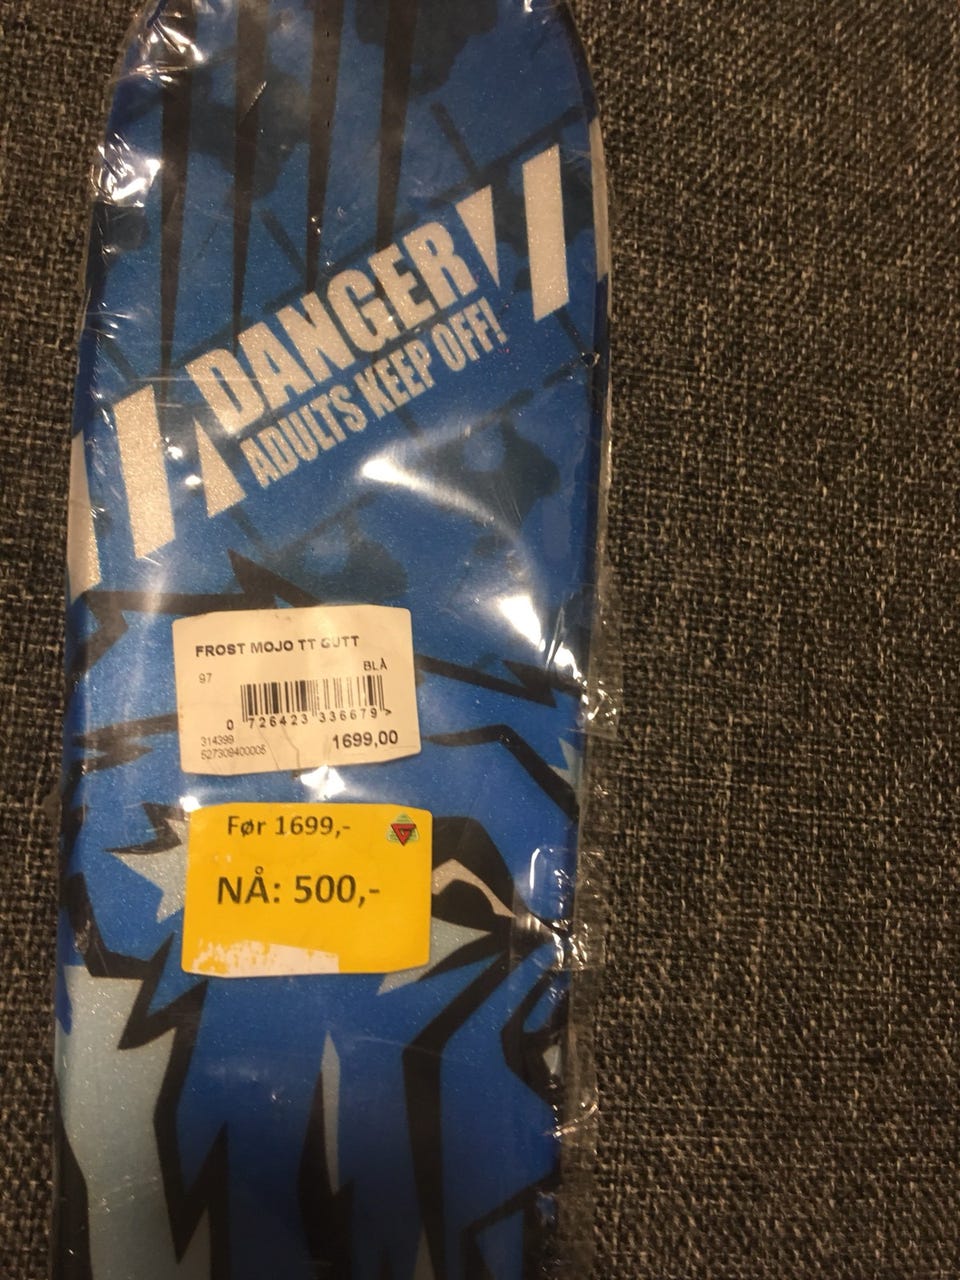 DANGER
ADULTS KEEP OFF!
FROST MOJO TT GUTT
97 BLÅ
0 726423 336679 >
314399
527309400005
1699,00
Før 1699,-
NÅ: 500,-